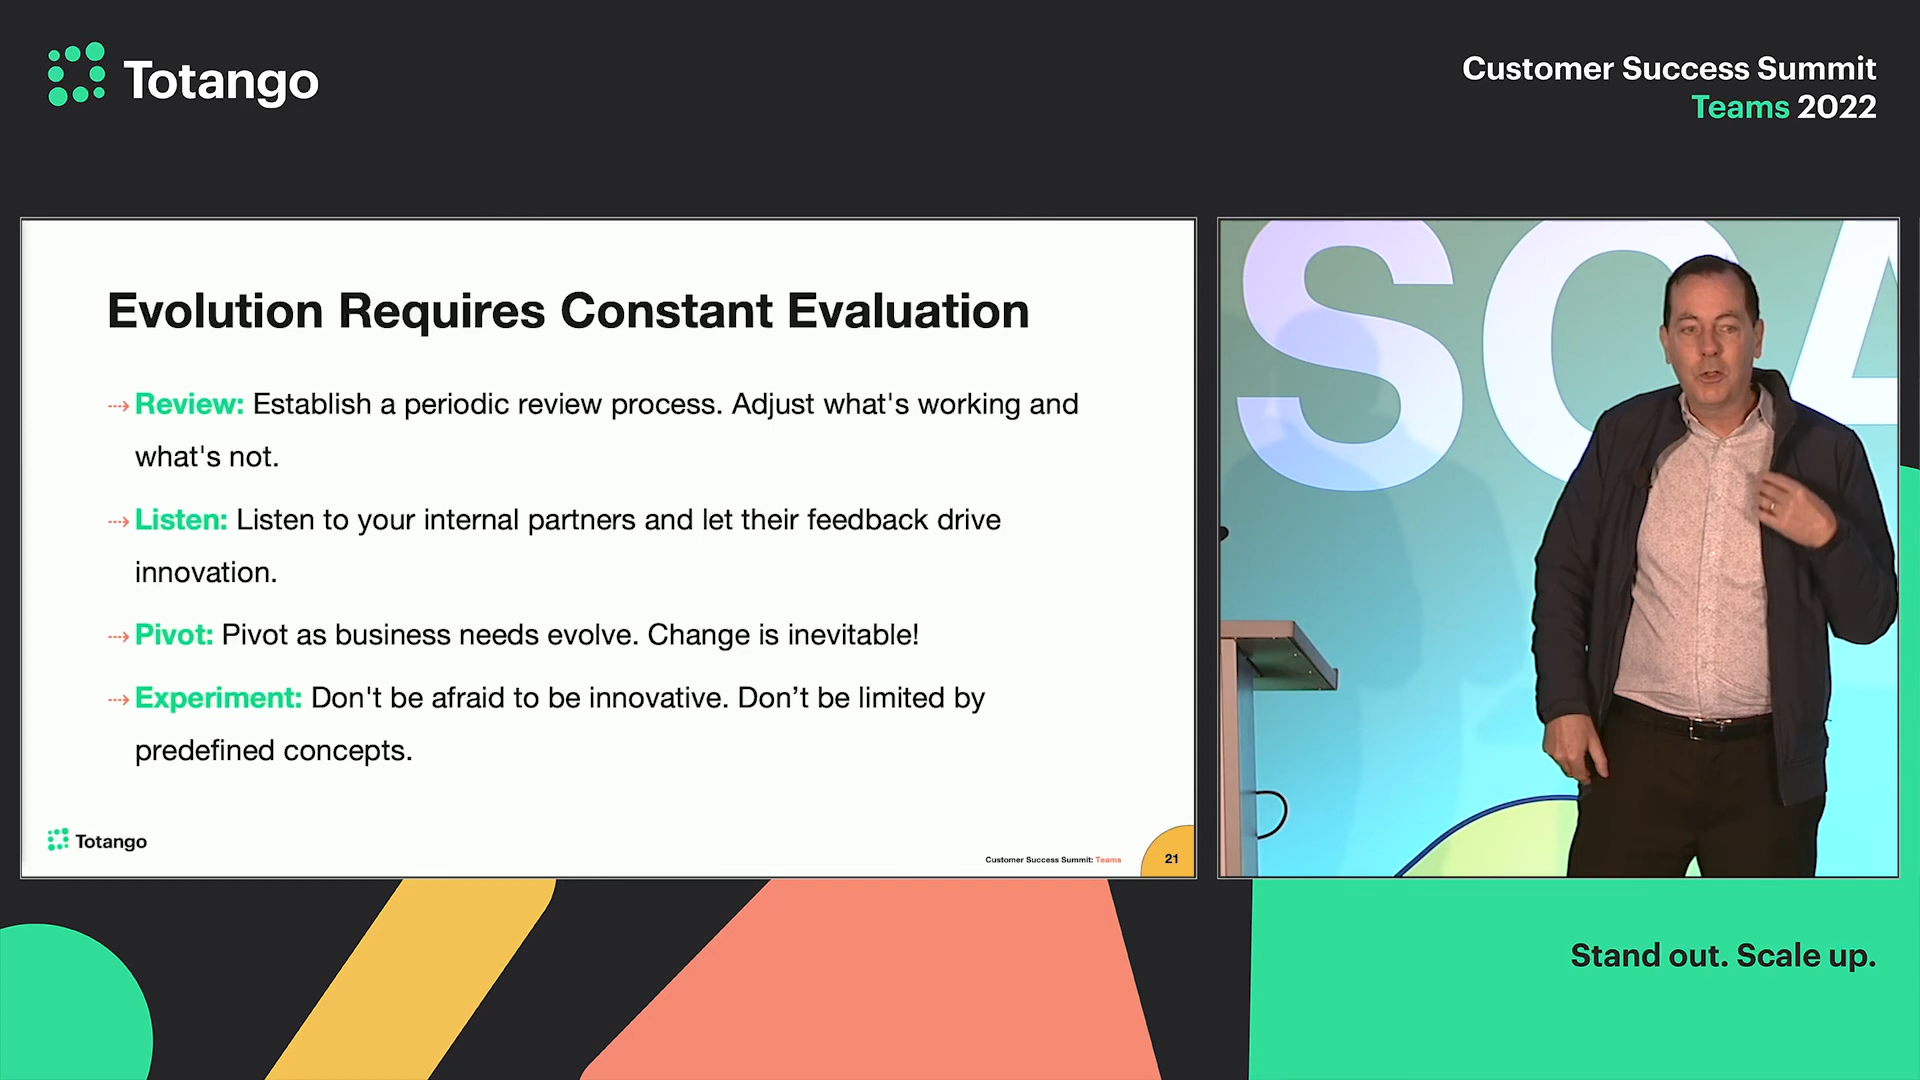 Totango
Customer Success Summit
Teams 2022
Evolution Requires Constant Evaluation
Review: Establish a periodic review process. Adjust what's working and
what's not.
Listen: Listen to your internal partners and let their feedback drive
innovation.
Pivot: Pivot as business needs evolve. Change is inevitable!
Experiment: Don't be afraid to be innovative. Don’t be limited by
predefined concepts.
Totango
Customer Success Summit: Teams
21
SCA
Stand out. Scale up.